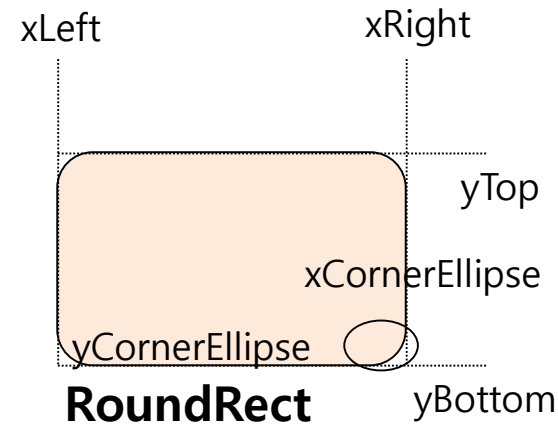 xLeft
xRight
yTop
xCornerEllipse
yCornerEllipse
RoundRect
yBottom